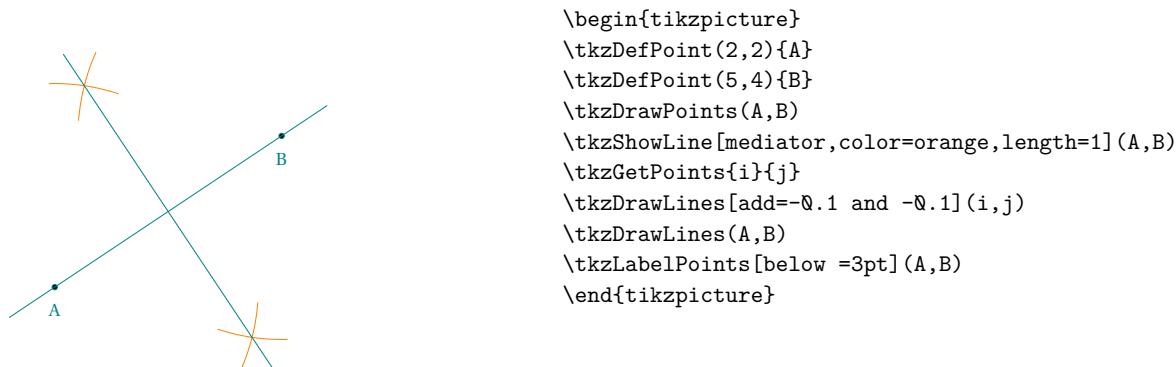 \begin{tikzpicture}
\tkzDefPoint(2,2){A}
\tkzDefPoint(5,4){B}
\tkzDrawPoints(A,B)
\tkzShowLine[mediator,color=orange,length=1](A,B)
\tkzGetPoints{i}{j}
\tkzDrawLines[add=-0.1 and -0.1](i,j)
\tkzDrawLines(A,B)
\tkzLabelPoints[below =3pt](A,B)
\end{tikzpicture}
B
A